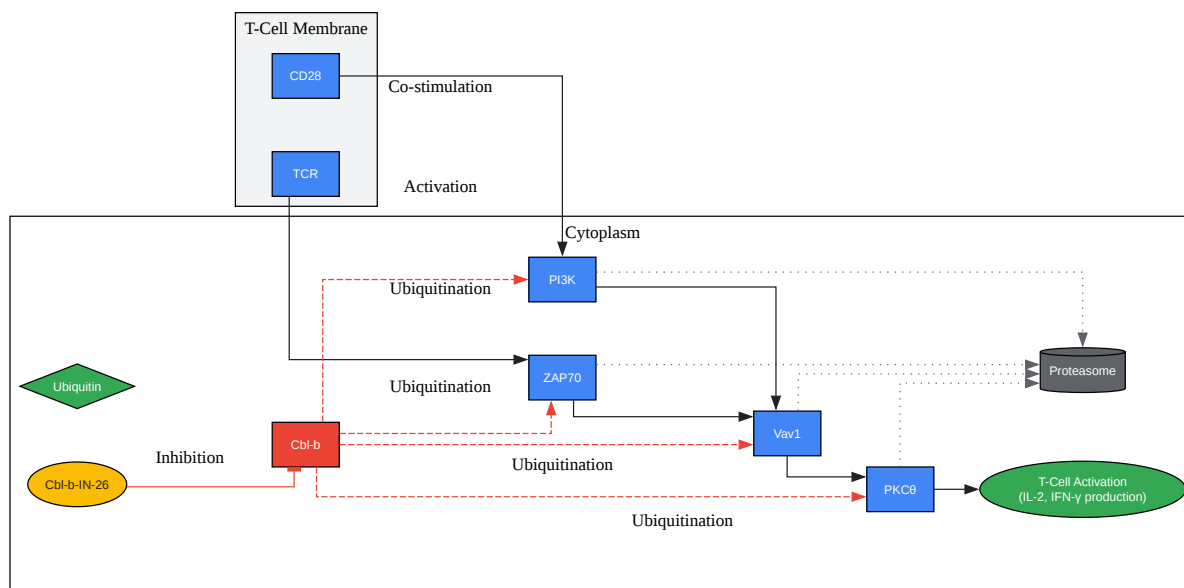 T-Cell Membrane
CD28
Co-stimulation
TCR
Activation
Cytoplasm
PI3K
Ubiquitination
ZAP70
Proteasome
Ubiquitin
Ubiquitination
Vav1
Cbl-b
Inhibition
Ubiquitination
Cbl-b-IN-26
PKCθ
T-Cell Activation
(IL-2, IFN-γ production)
Ubiquitination